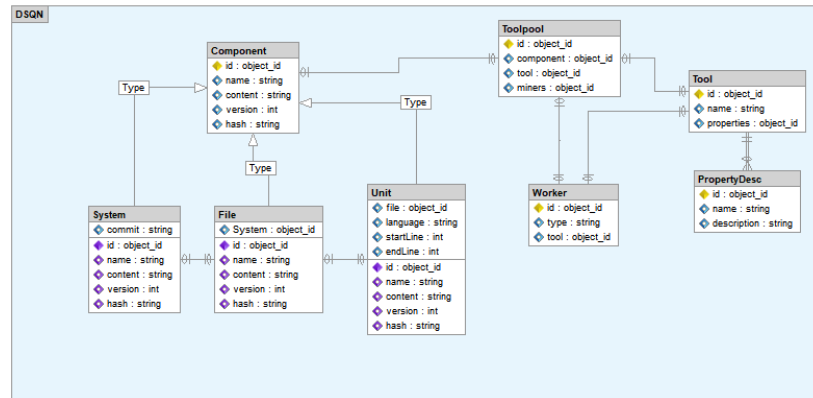 DSQN
Component
id : object_id
name : string
content : string
version : int
hash : string
Toolpool
id : object_id
component : object_id
tool : object_id
miners : object_id
Tool
id : object_id
name : string
properties : object_id
Type
Type
Type
System
commit : string
id : object_id
name : string
content : string
version : int
hash : string
File
System : object_id
id : object_id
name : string
content : string
version : int
hash : string
Unit
file : object_id
language : string
startLine : int
endLine : int
id : object_id
name : string
content : string
version : int
hash : string
Worker
id : object_id
type : string
tool : object_id
PropertyDesc
id : object_id
name : string
description : string